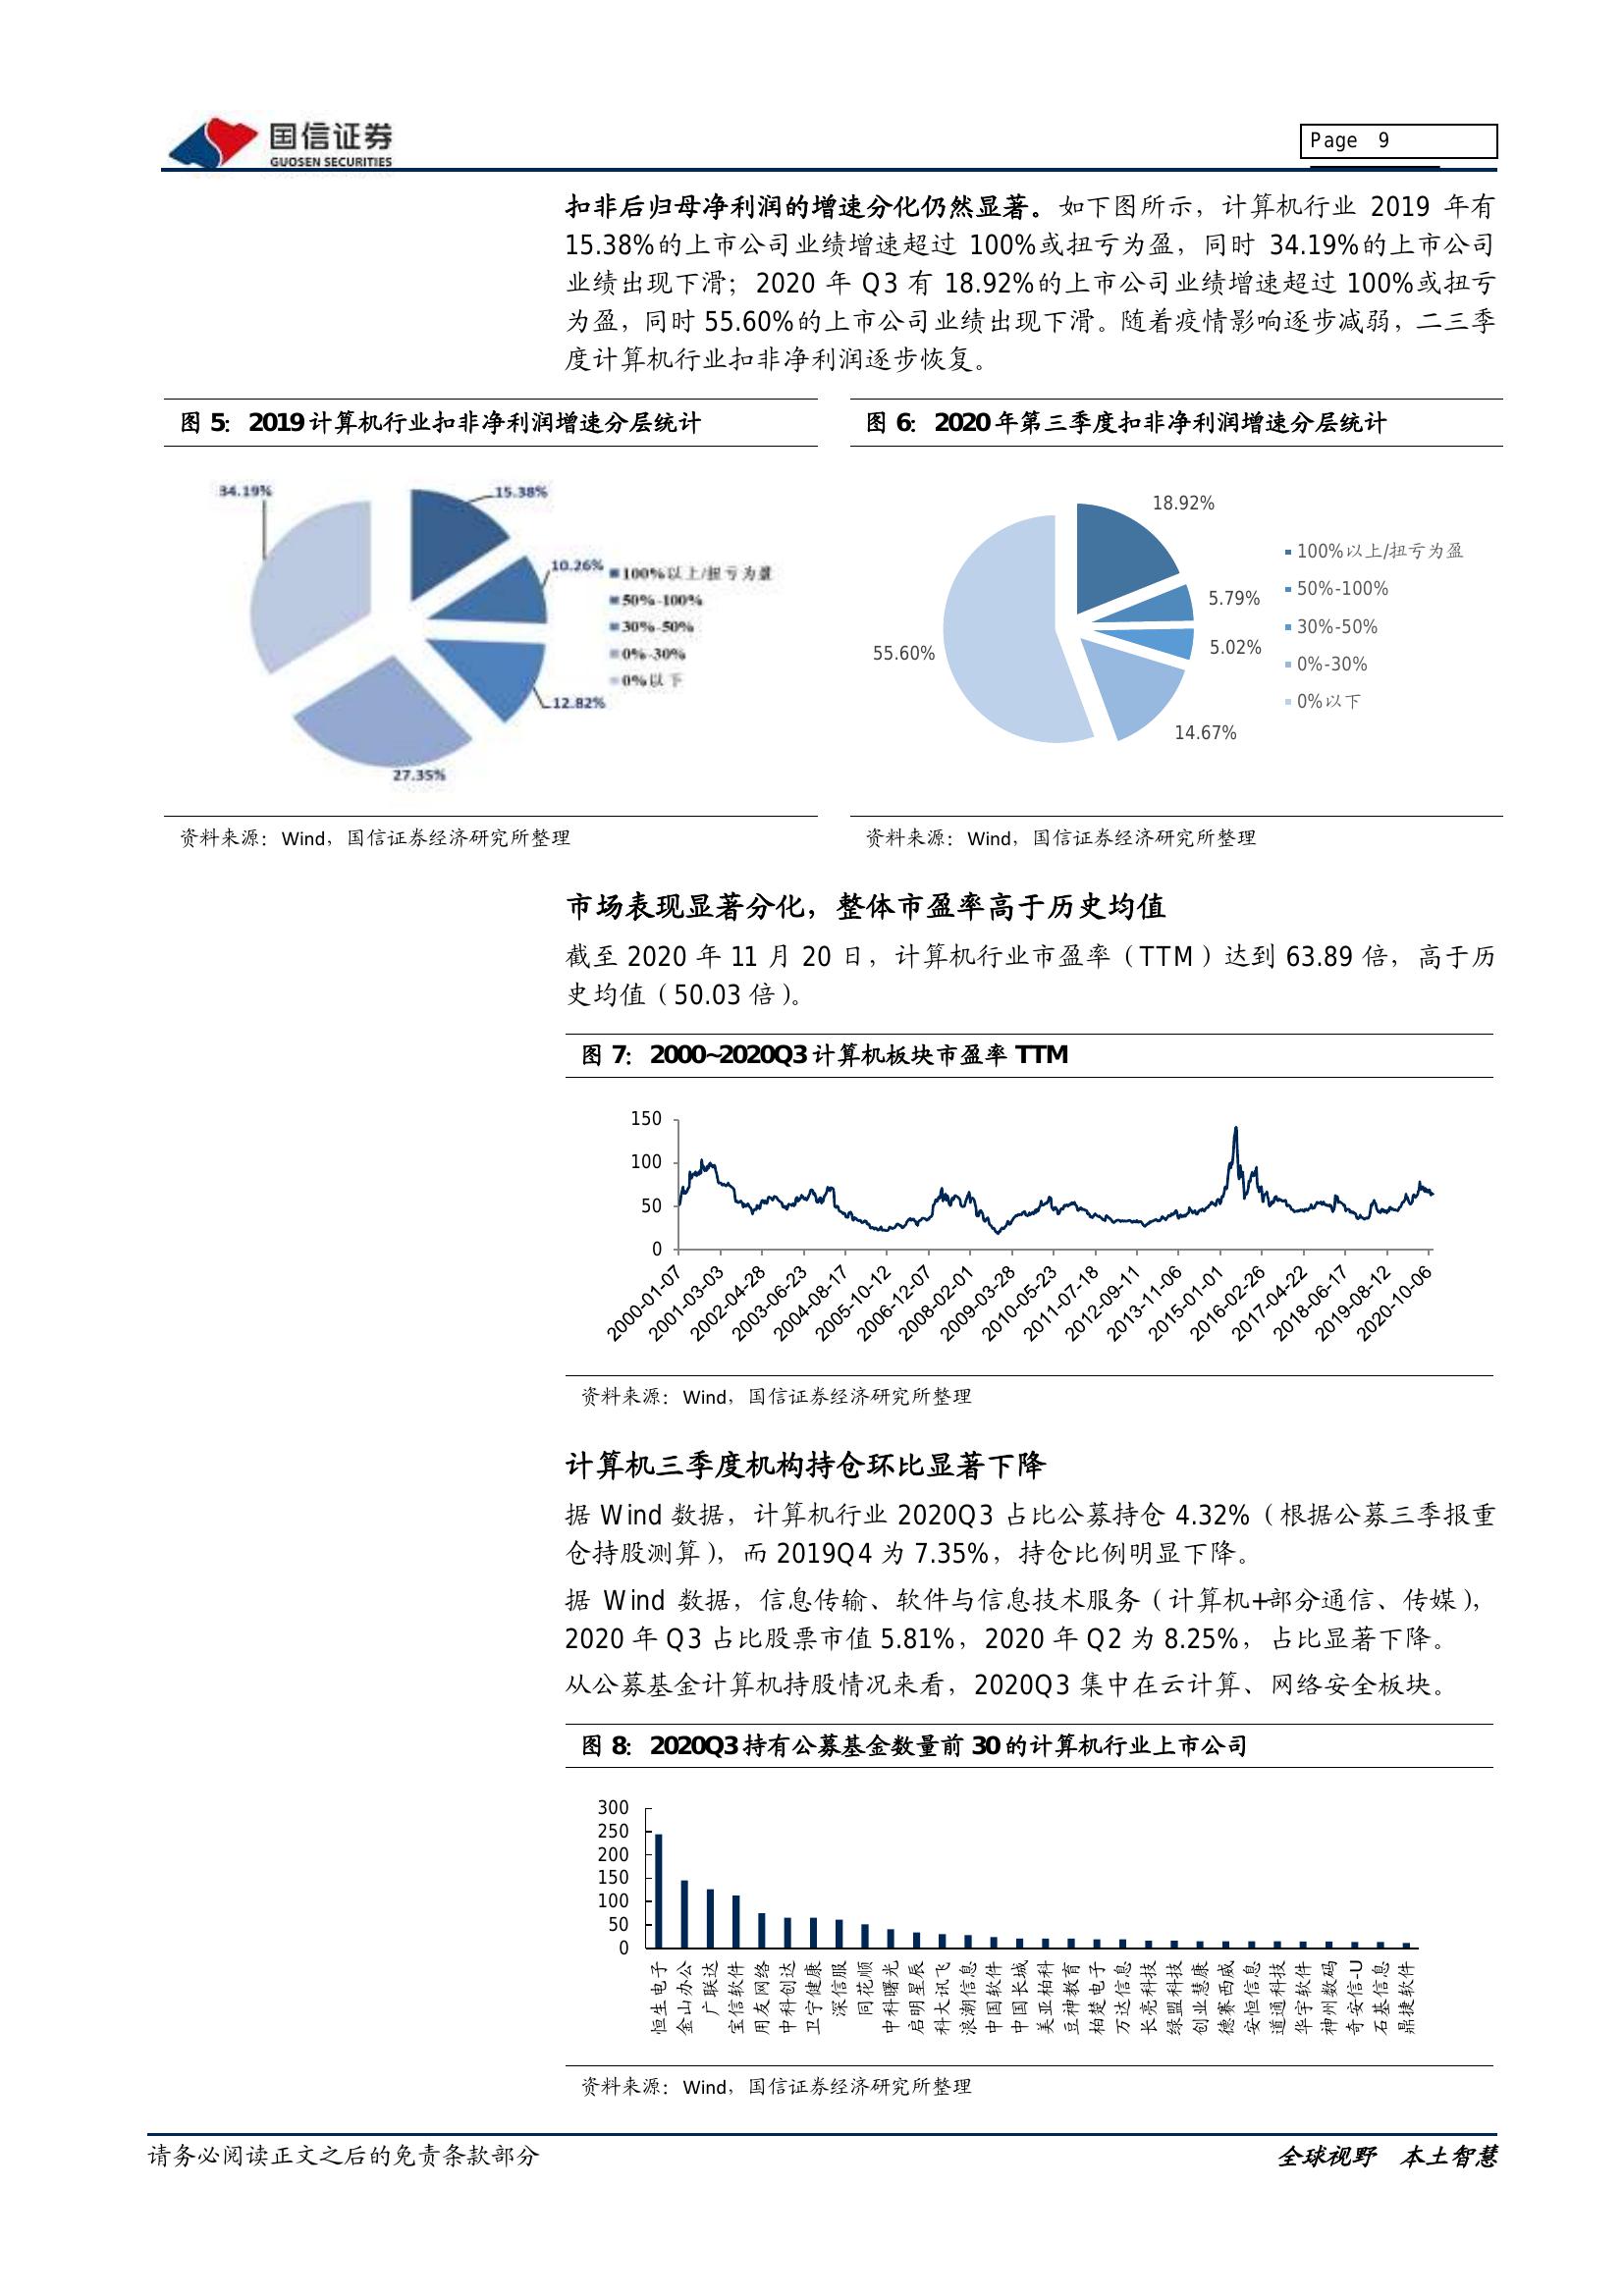 国信证券
GUOSEN SECURITIES
Page 9
扣非后归母净利润的增速分化仍然显著。如下图所示，计算机行业 2019 年有
15.38%的上市公司业绩增速超过 100%或扭亏为盈，同时 34.19%的上市公司
业绩出现下滑；2020 年 Q3 有 18.92%的上市公司业绩增速超过 100%或扭亏
为盈，同时 55.60%的上市公司业绩出现下滑。随着疫情影响逐步减弱，二三季
度计算机行业扣非净利润逐步恢复。
图 5： 2019 计算机行业扣非净利润增速分层统计
34.19%
15.38%
10.26%
12.82%
27.35%
100%以上/扭亏为盈
50%-100%
30%-50%
0%-30%
0%以下
资料来源：Wind，国信证券经济研究所整理
图 6： 2020 年第三季度扣非净利润增速分层统计
18.92%
5.79%
5.02%
14.67%
55.60%
100%以上/扭亏为盈
50%-100%
30%-50%
0%-30%
0%以下
资料来源：Wind，国信证券经济研究所整理
市场表现显著分化，整体市盈率高于历史均值
截至 2020 年 11 月 20 日，计算机行业市盈率（TTM）达到 63.89 倍，高于历
史均值（50.03 倍）。
图 7： 2000~2020Q3 计算机板块市盈率 TTM
150
100
50
0
2000-01-07
2001-03-03
2002-04-28
2003-06-23
2004-08-17
2005-10-12
2006-12-07
2008-02-01
2009-03-28
2010-05-23
2011-07-18
2012-09-11
2013-11-06
2015-01-01
2016-02-26
2017-04-22
2018-06-17
2019-08-12
2020-10-06
资料来源：Wind，国信证券经济研究所整理
计算机三季度机构持仓环比显著下降
据 Wind 数据，计算机行业 2020Q3 占比公募持仓 4.32%（根据公募三季报重
仓持股测算），而 2019Q4 为 7.35%，持仓比例明显下降。
据 Wind 数据，信息传输、软件与信息技术服务（计算机+部分通信、传媒），
2020 年 Q3 占比股票市值 5.81%，2020 年 Q2 为 8.25%，占比显著下降。
从公募基金计算机持股情况来看，2020Q3 集中在云计算、网络安全板块。
图 8： 2020Q3 持有公募基金数量前 30 的计算机行业上市公司
300
250
200
150
100
50
0
恒生电子
金山办公
广联达
宝信软件
用友网络
中科创达
卫宁健康
深信服
同花顺
中科曙光
启明星辰
科大讯飞
浪潮信息
中国软件
中国长城
美亚柏科
豆神教育
柏楚电子
万达信息
长亮科技
绿盟科技
创业慧康
德赛西威
安恒信息
道通科技
华宇软件
神州数码
奇安信-U
石基信息
鼎捷软件
资料来源：Wind，国信证券经济研究所整理
请务必阅读正文之后的免责条款部分
全球视野 本土智慧